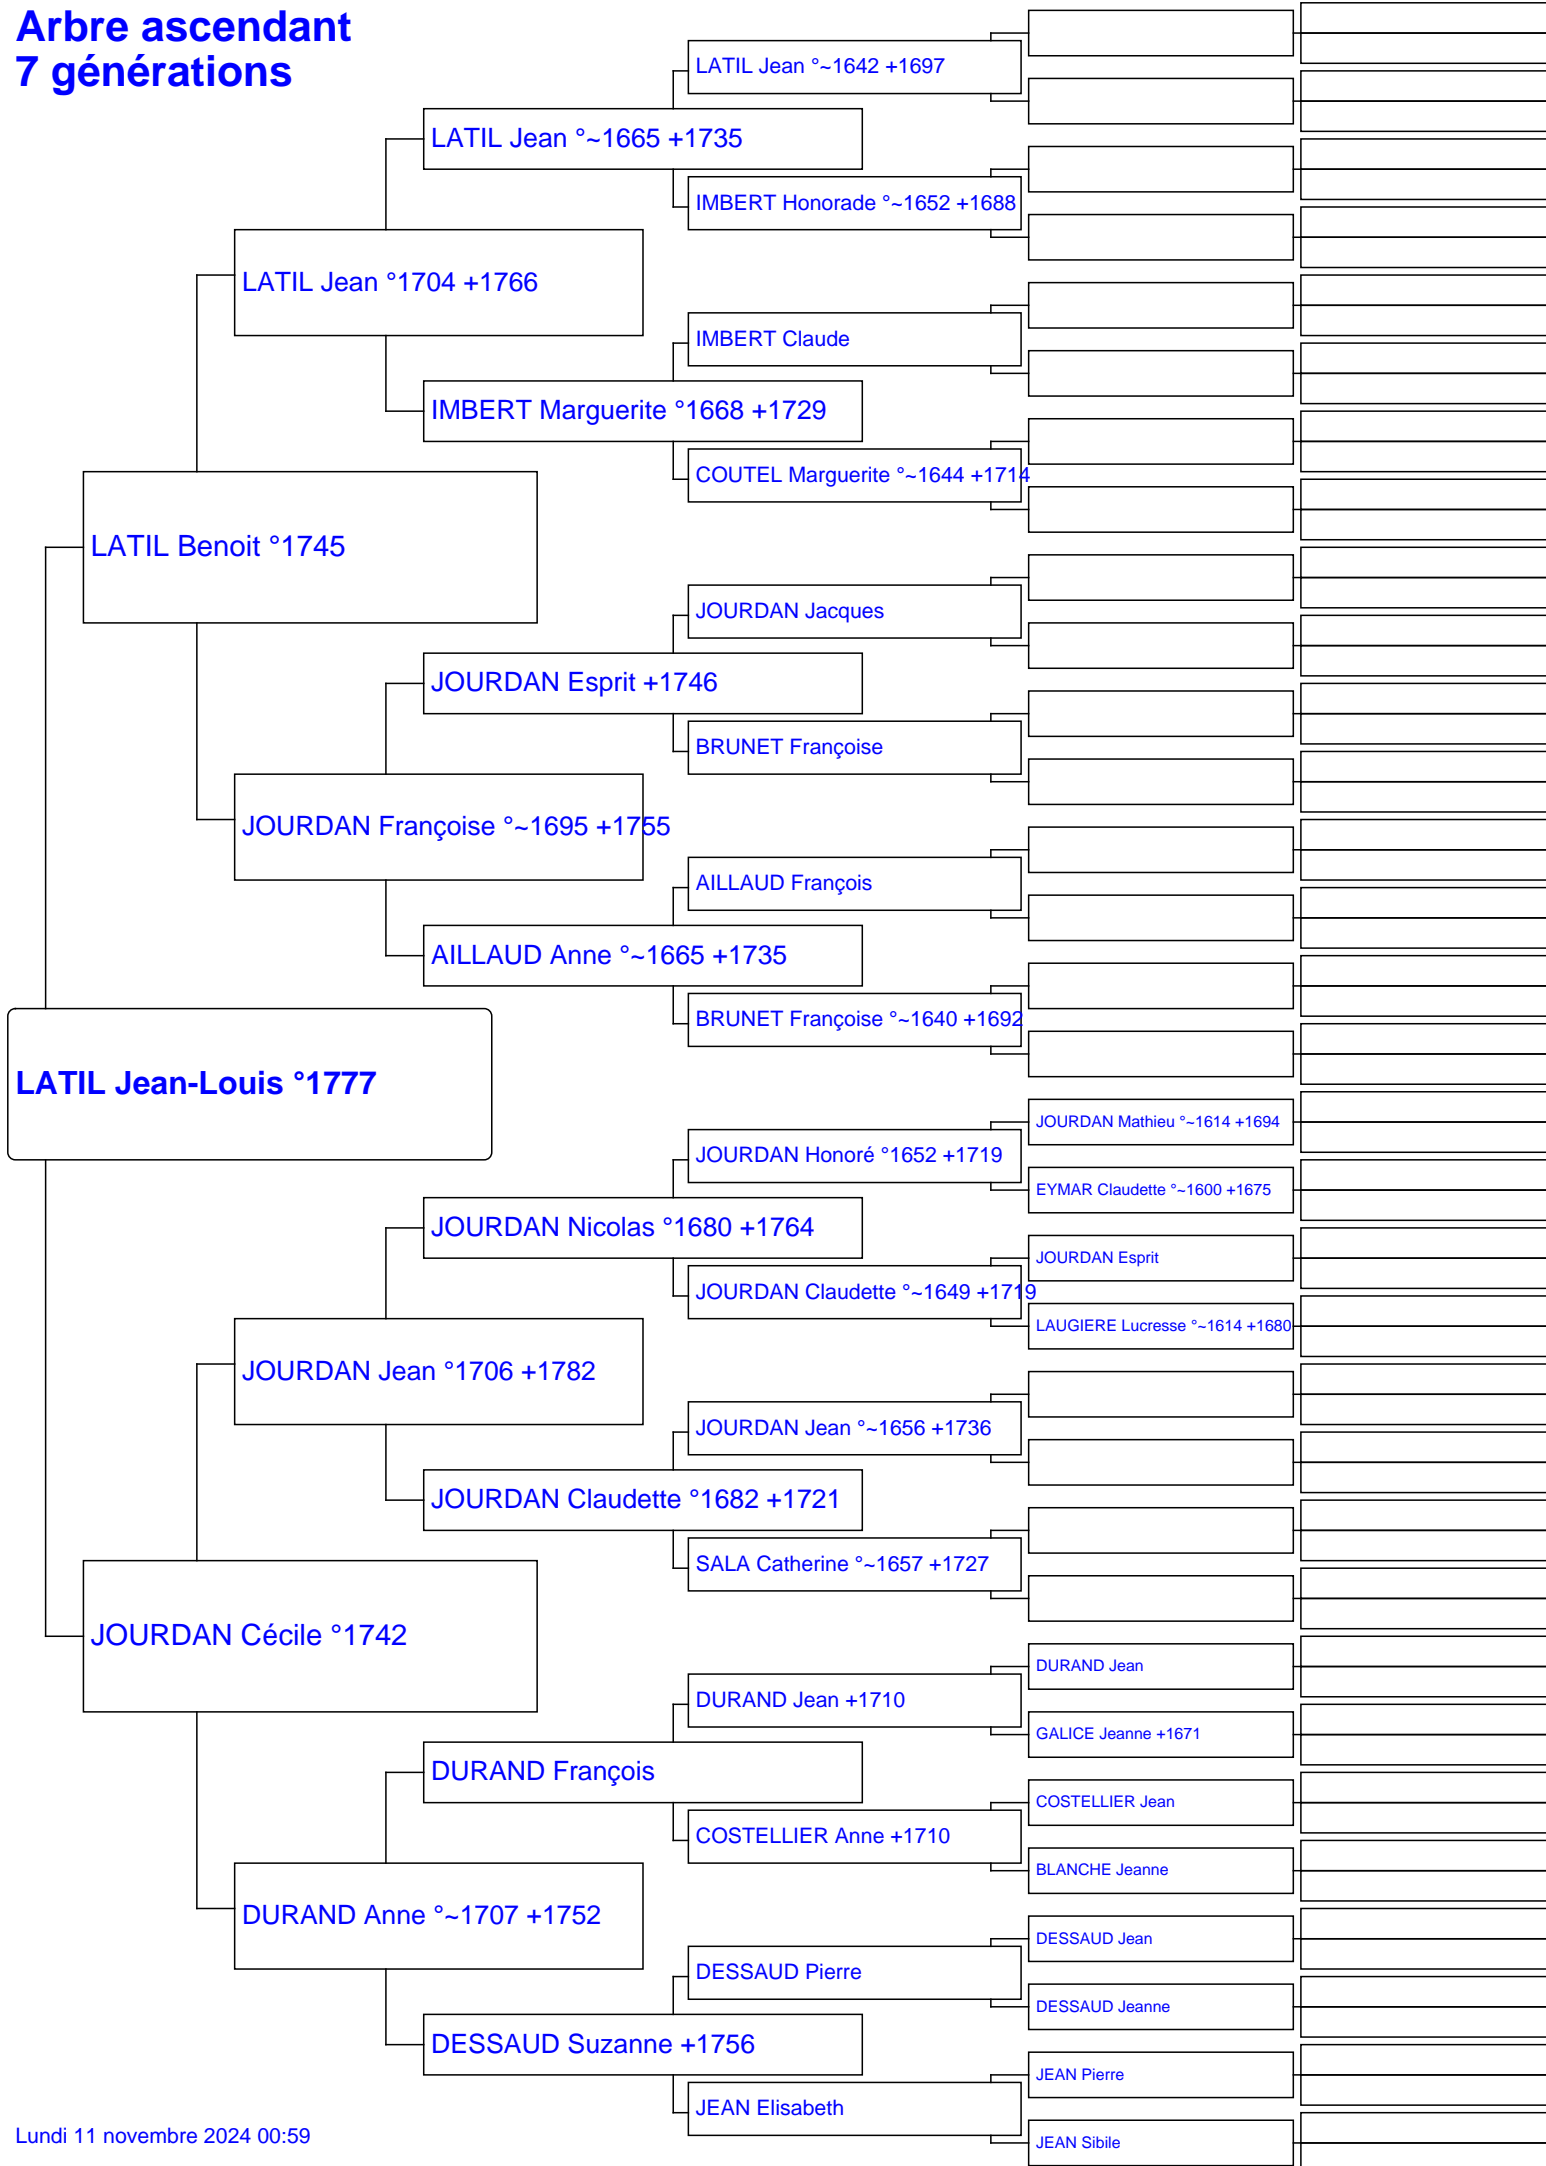 Arbre ascendant
7 générations
LATIL Jean °~1642 +1697
LATIL Jean °~1665 +1735
IMBERT Honorade °~1652 +1688
LATIL Jean °1704 +1766
IMBERT Claude
IMBERT Marguerite °1668 +1729
COUTEL Marguerite °~1644 +1714
LATIL Benoit °1745
JOURDAN Jacques
JOURDAN Esprit +1746
BRUNET Françoise
JOURDAN Françoise °~1695 +1755
AILLAUD François
AILLAUD Anne °~1665 +1735
BRUNET Françoise °~1640 +1692
LATIL Jean-Louis °1777
JOURDAN Mathieu °~1614 +1694
JOURDAN Honoré °1652 +1719
EYMAR Claudette °~1600 +1675
JOURDAN Nicolas °1680 +1764
JOURDAN Esprit
JOURDAN Claudette °~1649 +1719
LAUGIERE Lucresse °~1614 +1680
JOURDAN Jean °1706 +1782
JOURDAN Jean °~1656 +1736
JOURDAN Claudette °1682 +1721
SALA Catherine °~1657 +1727
JOURDAN Cécile °1742
DURAND Jean
DURAND Jean +1710
GALICE Jeanne +1671
DURAND François
COSTELLIER Jean
COSTELLIER Anne +1710
BLANCHE Jeanne
DURAND Anne °~1707 +1752
DESSAUD Jean
DESSAUD Pierre
DESSAUD Jeanne
DESSAUD Suzanne +1756
JEAN Pierre
JEAN Elisabeth
JEAN Sibile
Lundi 11 novembre 2024 00:59